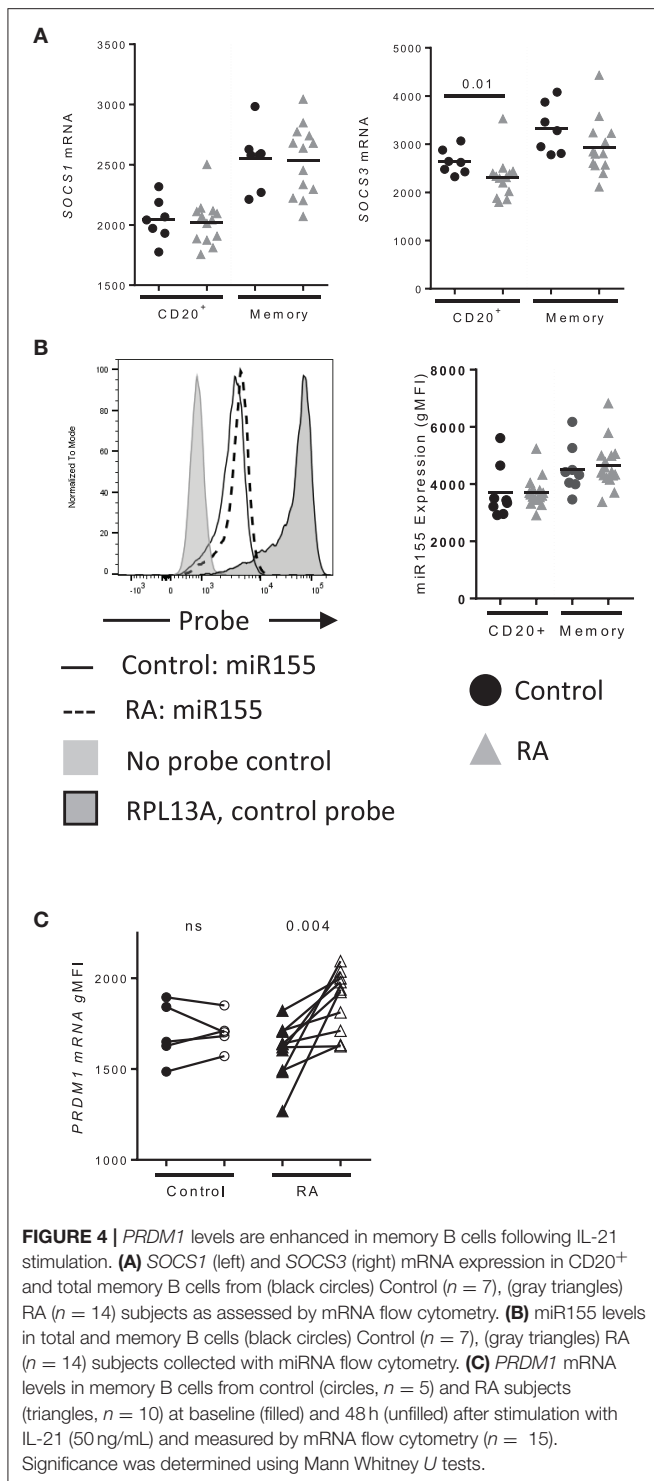 A
SOCS1 mRNA
3500
3000
2500
2000
1500
CD20+
Memory
SOCS3 mRNA
5000
4000
3000
2000
1000
0
0.01
CD20+
Memory
B
Normalized To Mode
100
80
60
40
20
0
-10³
0
10³
10⁴
10⁵
Probe
Control: miR155
RA: miR155
No probe control
RPL13A, control probe
miR155 Expression (gMFI)
8000
6000
4000
2000
0
CD20+
Memory
Control
RA
C
ns
0.004
PRDM1 mRNA gMFI
2000
1500
1000
Control
RA
FIGURE 4 | PRDM1 levels are enhanced in memory B cells following IL-21
stimulation. (A) SOCS1 (left) and SOCS3 (right) mRNA expression in CD20+
and total memory B cells from (black circles) Control (n = 7), (gray triangles)
RA (n = 14) subjects as assessed by mRNA flow cytometry. (B) miR155 levels
in total and memory B cells (black circles) Control (n = 7), (gray triangles) RA
(n = 14) subjects collected with miRNA flow cytometry. (C) PRDM1 mRNA
levels in memory B cells from control (circles, n = 5) and RA subjects
(triangles, n = 10) at baseline (filled) and 48 h (unfilled) after stimulation with
IL-21 (50 ng/mL) and measured by mRNA flow cytometry (n = 15).
Significance was determined using Mann Whitney U tests.